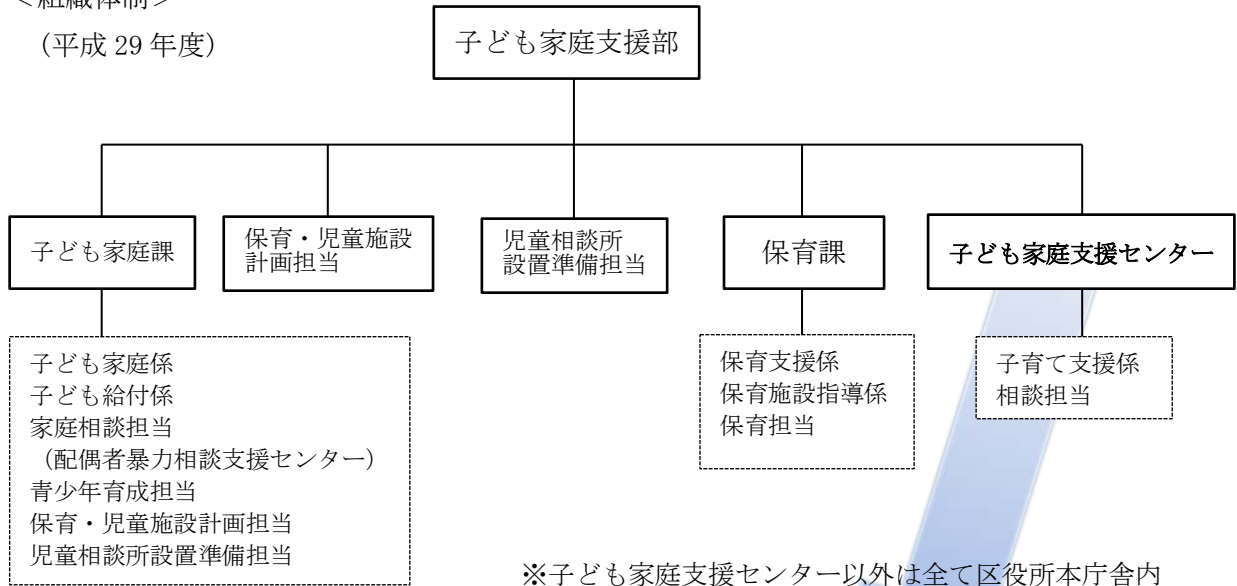 <組織体制>
(平成 29 年度)
子ども家庭支援部
子ども家庭課
保育・児童施設
計画担当
児童相談所
設置準備担当
保育課
子ども家庭支援センター
子ども家庭係
子ども給付係
家庭相談担当
(配偶者暴力相談支援センター)
青少年育成担当
保育・児童施設計画担当
児童相談所設置準備担当
保育支援係
保育施設指導係
保育担当
子育て支援係
相談担当
※子ども家庭支援センター以外は全て区役所本庁舎内